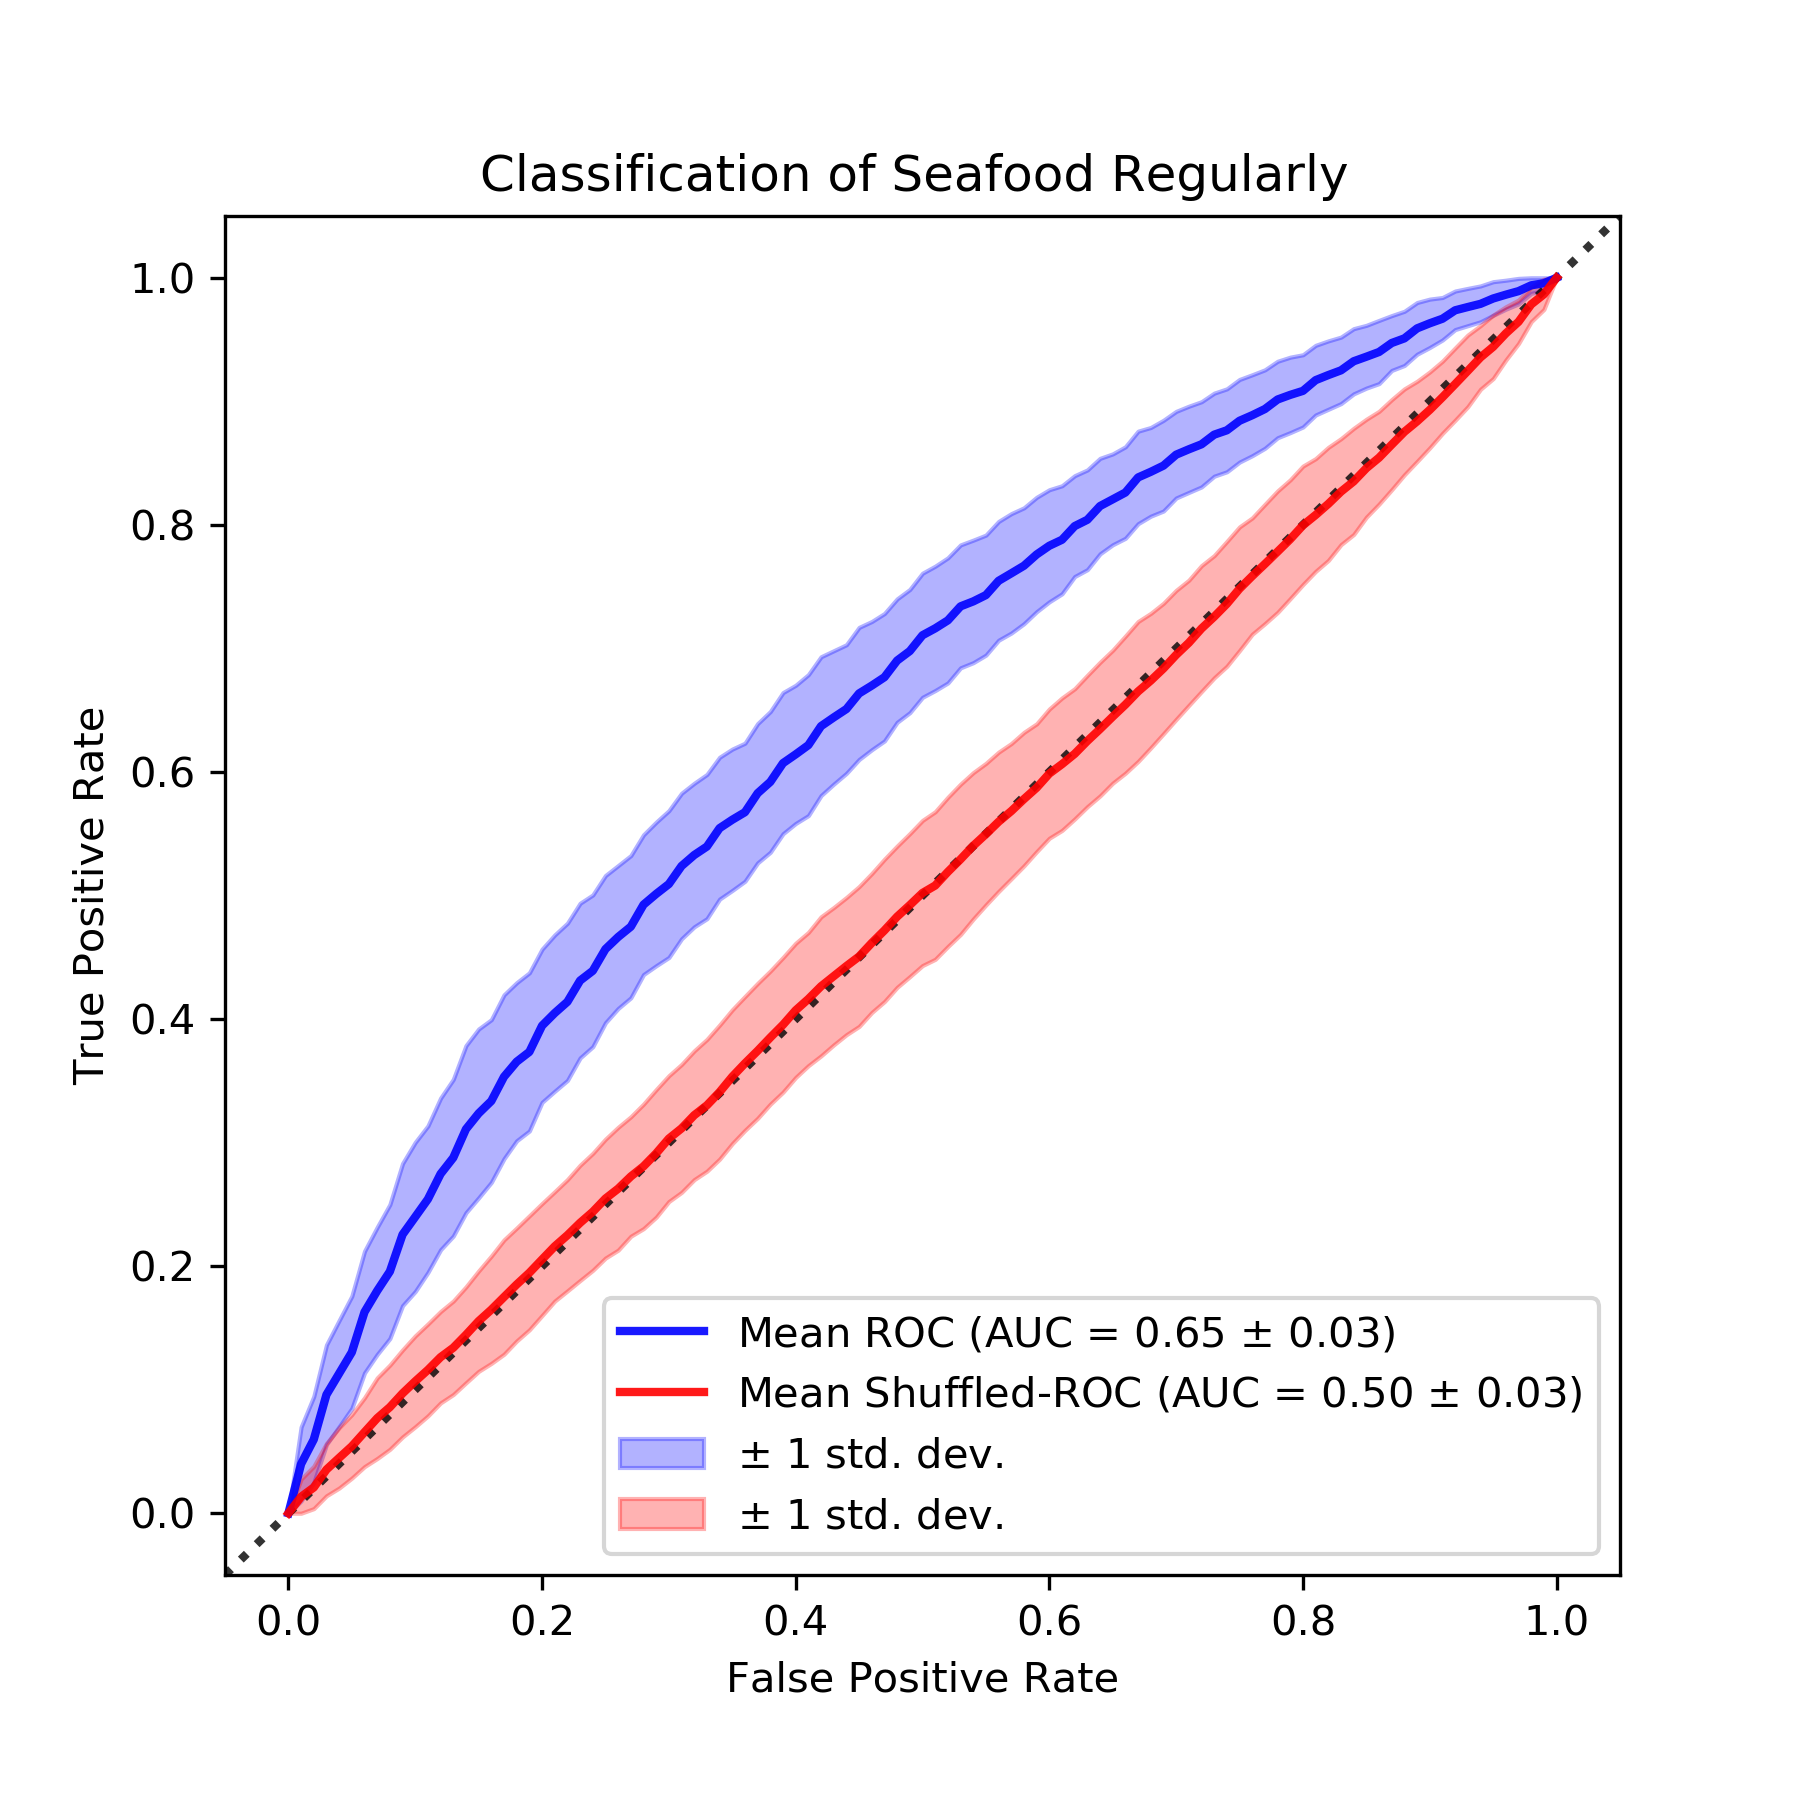 Classification of Seafood Regularly
True Positive Rate
1.0
0.8
0.6
0.4
0.2
0.0
Mean ROC (AUC = 0.65 ± 0.03)
Mean Shuffled-ROC (AUC = 0.50 ± 0.03)
± 1 std. dev.
± 1 std. dev.
0.0 0.2 0.4 0.6 0.8 1.0
False Positive Rate